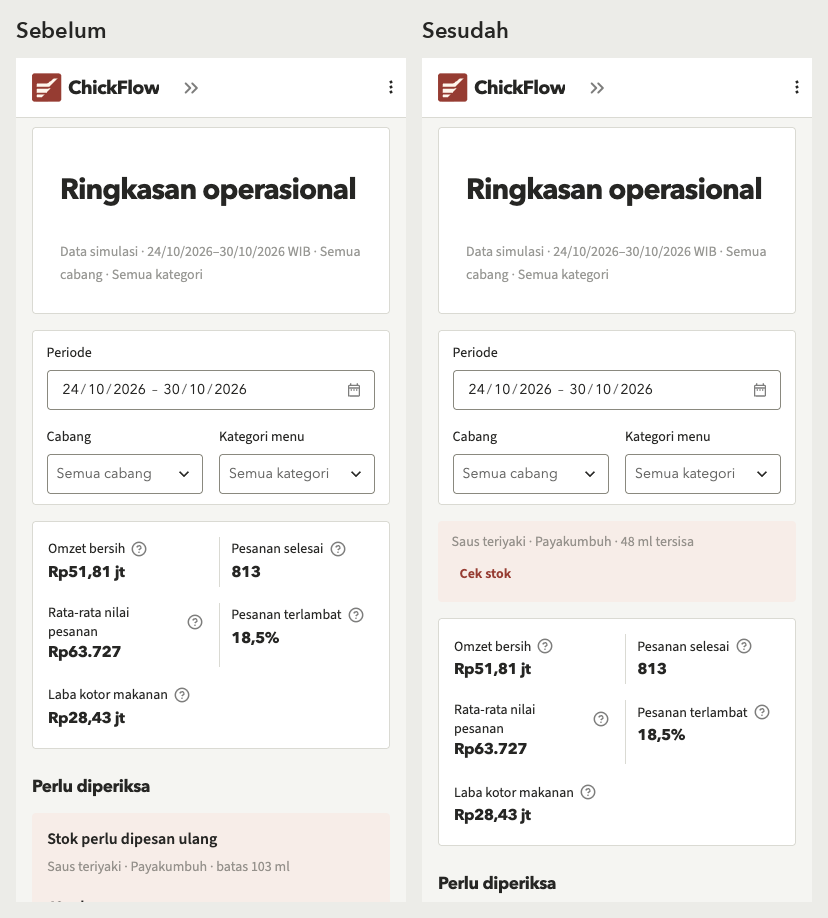 Sebelum
ChickFlow
Ringkasan operasional
Data simulasi · 24/10/2026–30/10/2026 WIB · Semua
cabang · Semua kategori
Periode
24/10/2026 – 30/10/2026
Cabang
Kategori menu
Semua cabang
Semua kategori
Omzet bersih
Rp51,81 jt
Pesanan selesai
813
Rata-rata nilai
pesanan
Rp63.727
Pesanan terlambat
18,5%
Laba kotor makanan
Rp28,43 jt
Perlu diperiksa
Stok perlu dipesan ulang
Saus teriyaki · Payakumbuh · batas 103 ml
Sesudah
ChickFlow
Ringkasan operasional
Data simulasi · 24/10/2026–30/10/2026 WIB · Semua
cabang · Semua kategori
Periode
24/10/2026 – 30/10/2026
Cabang
Kategori menu
Semua cabang
Semua kategori
Saus teriyaki · Payakumbuh · 48 ml tersisa
Cek stok
Omzet bersih
Rp51,81 jt
Pesanan selesai
813
Rata-rata nilai
pesanan
Rp63.727
Pesanan terlambat
18,5%
Laba kotor makanan
Rp28,43 jt
Perlu diperiksa